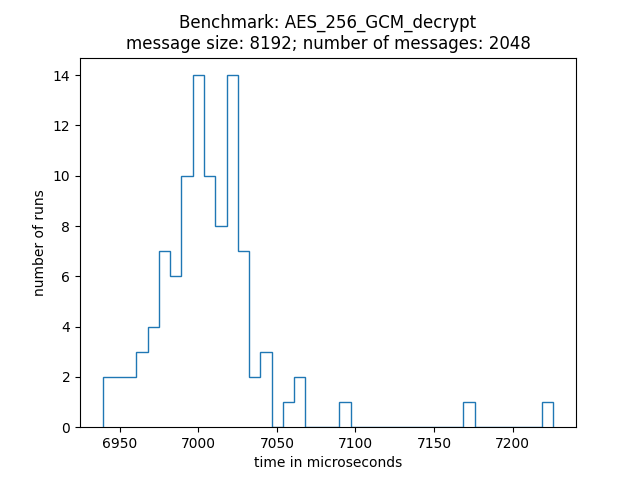 Benchmark: AES_256_GCM_decrypt
message size: 8192; number of messages: 2048
14
12
10
8
6
4
2
0
number of runs
6950 7000 7050 7100 7150 7200
time in microseconds